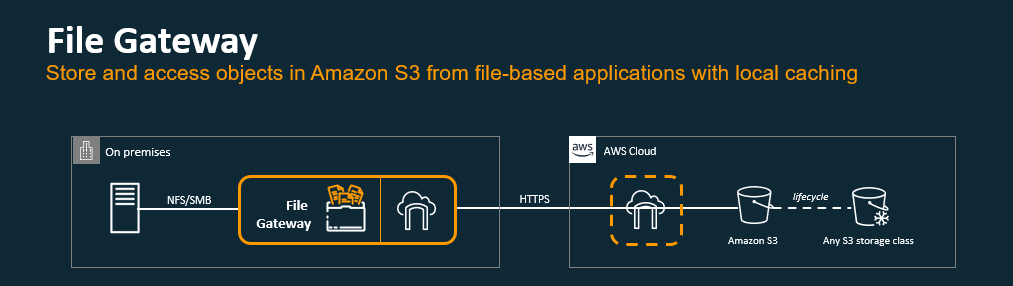 File Gateway
Store and access objects in Amazon S3 from file-based applications with local caching
On premises
aws
AWS Cloud
NFS/SMB
File
Gateway
HTTPS
lifecycle
Amazon S3
Any S3 storage class